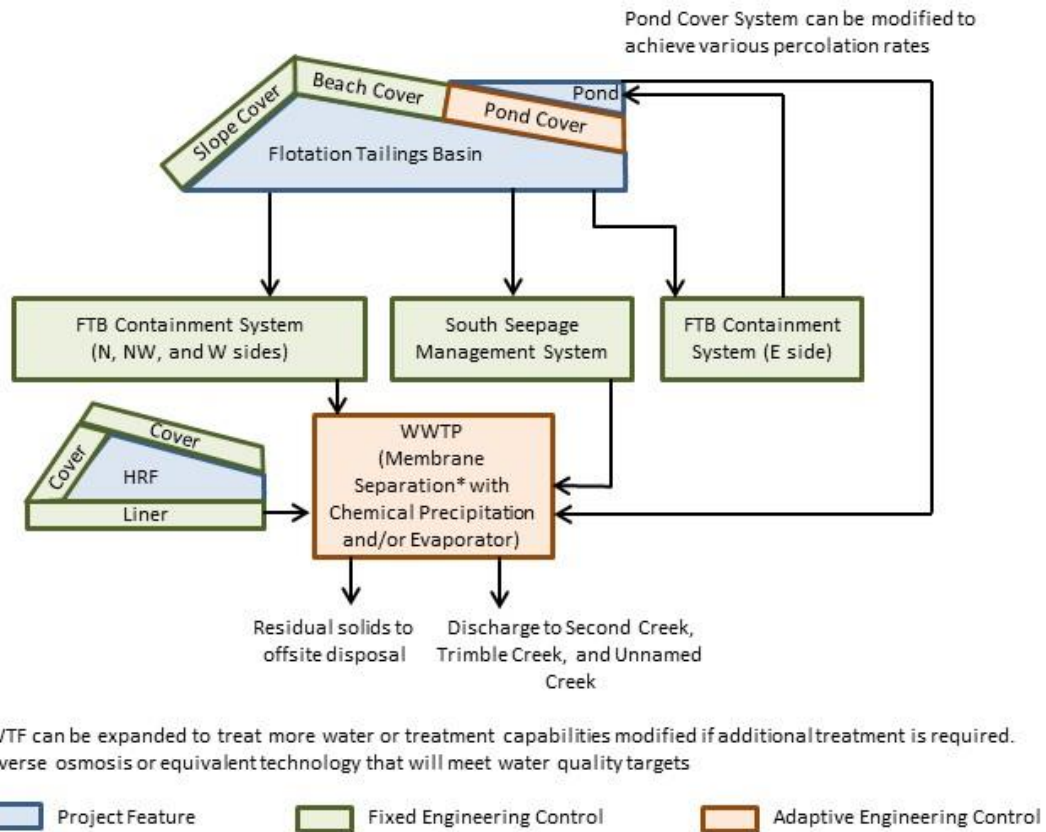 Pond Cover System can be modified to
achieve various percolation rates
Slope Cover
Beach Cover
Pond
Pond Cover
Flotation Tailings Basin
FTB Containment System
(N, NW, and W sides)
South Seepage
Management System
FTB Containment
System (E side)
Cover
Cover
HRF
Liner
WWTP
(Membrane
Separation* with
Chemical Precipitation
and/or Evaporator)
Residual solids to
offsite disposal
Discharge to Second Creek,
Trimble Creek, and Unnamed
Creek
can be expanded to treat more water or treatment capabilities modified if additional treatment is required.
osmosis or equivalent technology that will meet water quality targets
Project Feature
Fixed Engineering Control
Adaptive Engineering Control